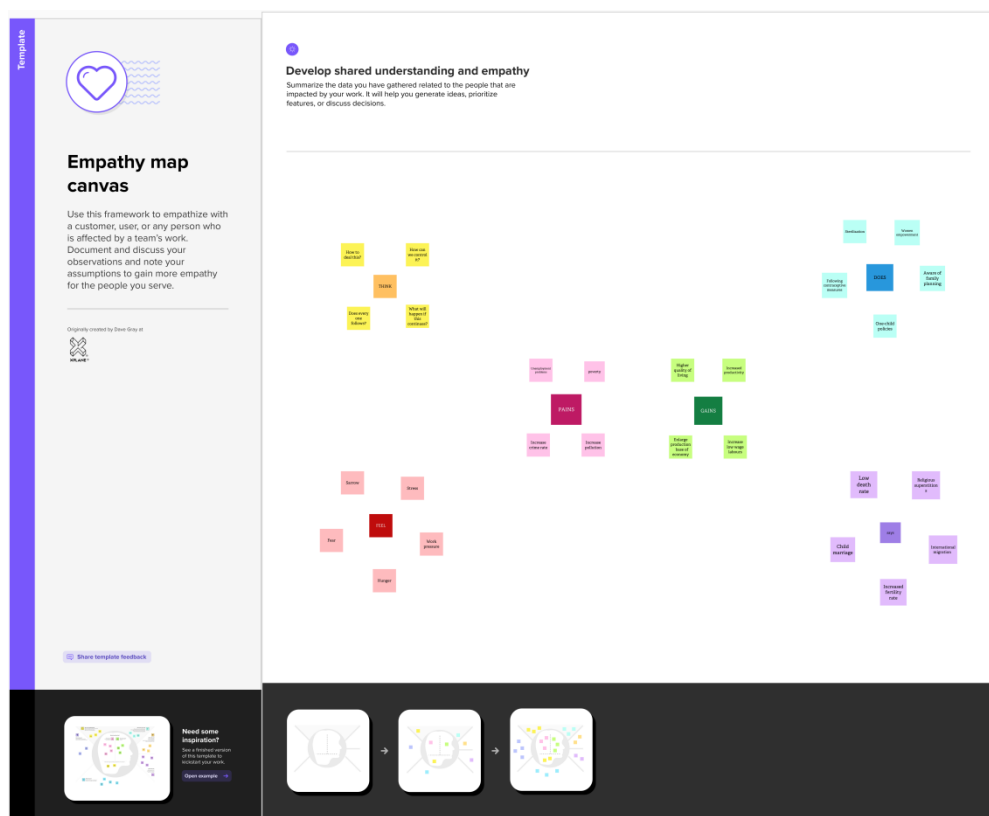 Template
Empathy map
canvas
Use this framework to empathize with
a customer, user, or any person who
is affected by a team's work.
Document and discuss your
observations and note your
assumptions to gain more empathy
for the people you serve.
Originally created by Dave Gray at
XPLANE
Share template feedback
Need some
inspiration?
See a finished version
of this template to
kickstart your work.
Open example
Develop shared understanding and empathy
Summarize the data you have gathered related to the people that are
impacted by your work. It will help you generate ideas, prioritize
features, or discuss decisions.
How to
deal this?
How can
we control
it?
THINK
Does every
one
follows?
What will
happen if
this
continues?
Sterilization
Women
empowerment
DOES
Following
contraceptive
measures
Aware of
family
planning
One child
policies
Unemployment
problem
poverty
PAINS
Increase
crime rate
Increase
pollution
Higher
quality of
living
Increased
productivity
GAINS
Enlarge
production
base of
economy
Increase
low wage
labours
Sorrow
Stress
FEEL
Fear
Work
pressure
Hunger
Low
death
rate
Religious
superstition
s
Child
marriage
International
migration
Increased
fertility
rate